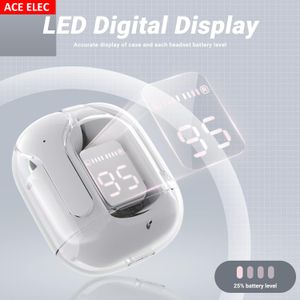 ACE ELEC
LED Digital Display
Accurate display of case and each headset battery level
95
95
25% battery level